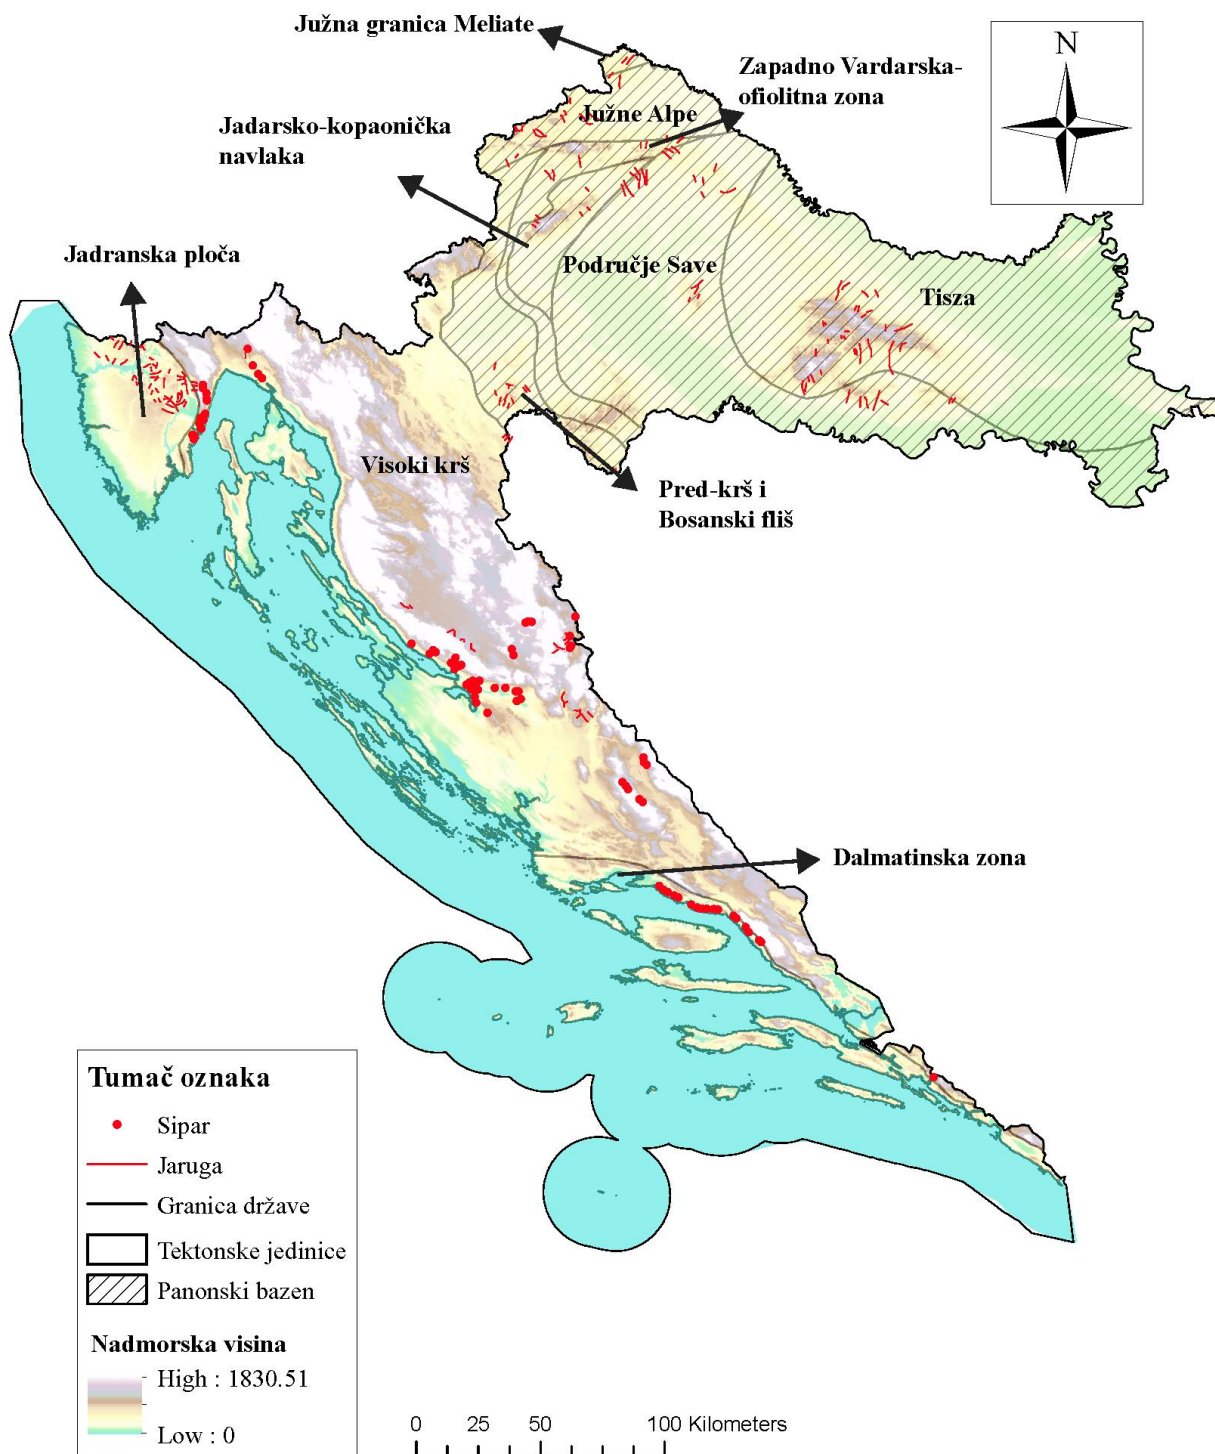 Južna granica Meliate
N
Zapadno Vardarska-
ofiolitna zona
Južne Alpe
Jadarsko-kopaonička
navlaka
Jadranska ploča
Područje Save
Tisza
Visoki krš
Pred-krš i
Bosanski fliš
Dalmatinska zona
Tumač oznaka
Sipar
Jaruga
Granica države
Tektonske jedinice
Panonski bazen
Nadmorska visina
High : 1830.51
Low : 0
0 25 50 100 Kilometers